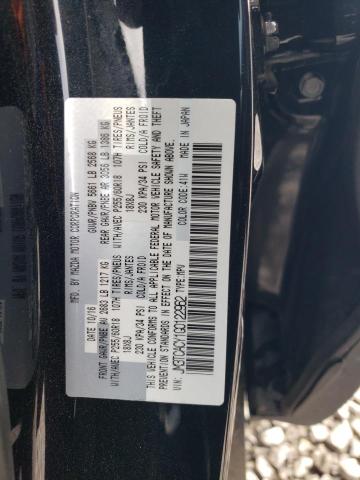 MFD. BY MAZDA MOTOR CORPORATION
DATE: 10/16 GVWR/PNBV 5661 LB 2568 KG
FRONT GAWR/PNBE AV 2683 LB 1217 KG REAR GAWR/PNBE AR 3056 LB 1386 KG
WITH/AVEC P255/60R18 107H TIRES/PNEUS WITH/AVEC P255/60R18 107H TIRES/PNEUS
18X8J RIMS/JANTES 18X8J RIMS/JANTES
230 KPA/34 PSI COLD/A FROID 230 KPA/34 PSI COLD/A FROID
THIS VEHICLE CONFORMS TO ALL APPLICABLE FEDERAL MOTOR VEHICLE SAFETY AND THEFT
PREVENTION STANDARDS IN EFFECT ON THE DATE OF MANUFACTURE SHOWN ABOVE.
VIN: TYPE:MPV COLOR CODE:41W MADE IN JAPAN